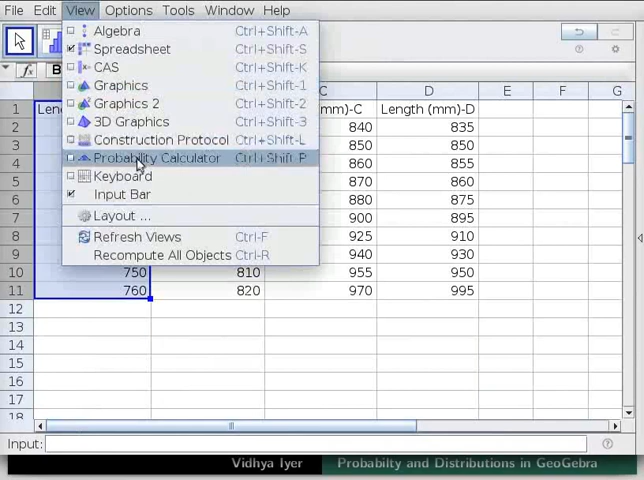 File Edit View Options Tools Window Help
Algebra Ctrl+Shift-A
Spreadsheet Ctrl+Shift-S
CAS Ctrl+Shift-K
Graphics Ctrl+Shift-1
Graphics 2 Ctrl+Shift-2
3D Graphics Ctrl+Shift-3
Construction Protocol Ctrl+Shift-L
Probability Calculator Ctrl+Shift-P
Keyboard
Input Bar
Layout ...
Refresh Views Ctrl-F
Recompute All Objects Ctrl-R
fx B
C D E F G
1 Len mm)-C Length (mm)-D
2 840 835
3 850 850
4 860 855
5 870 860
6 880 875
7 900 895
8 925 910
9 940 930
10 750 810 955 950
11 760 820 970 995
12
13
14
15
16
17
18
Input:
Vidhya Iyer Probabilty and Distributions in GeoGebra